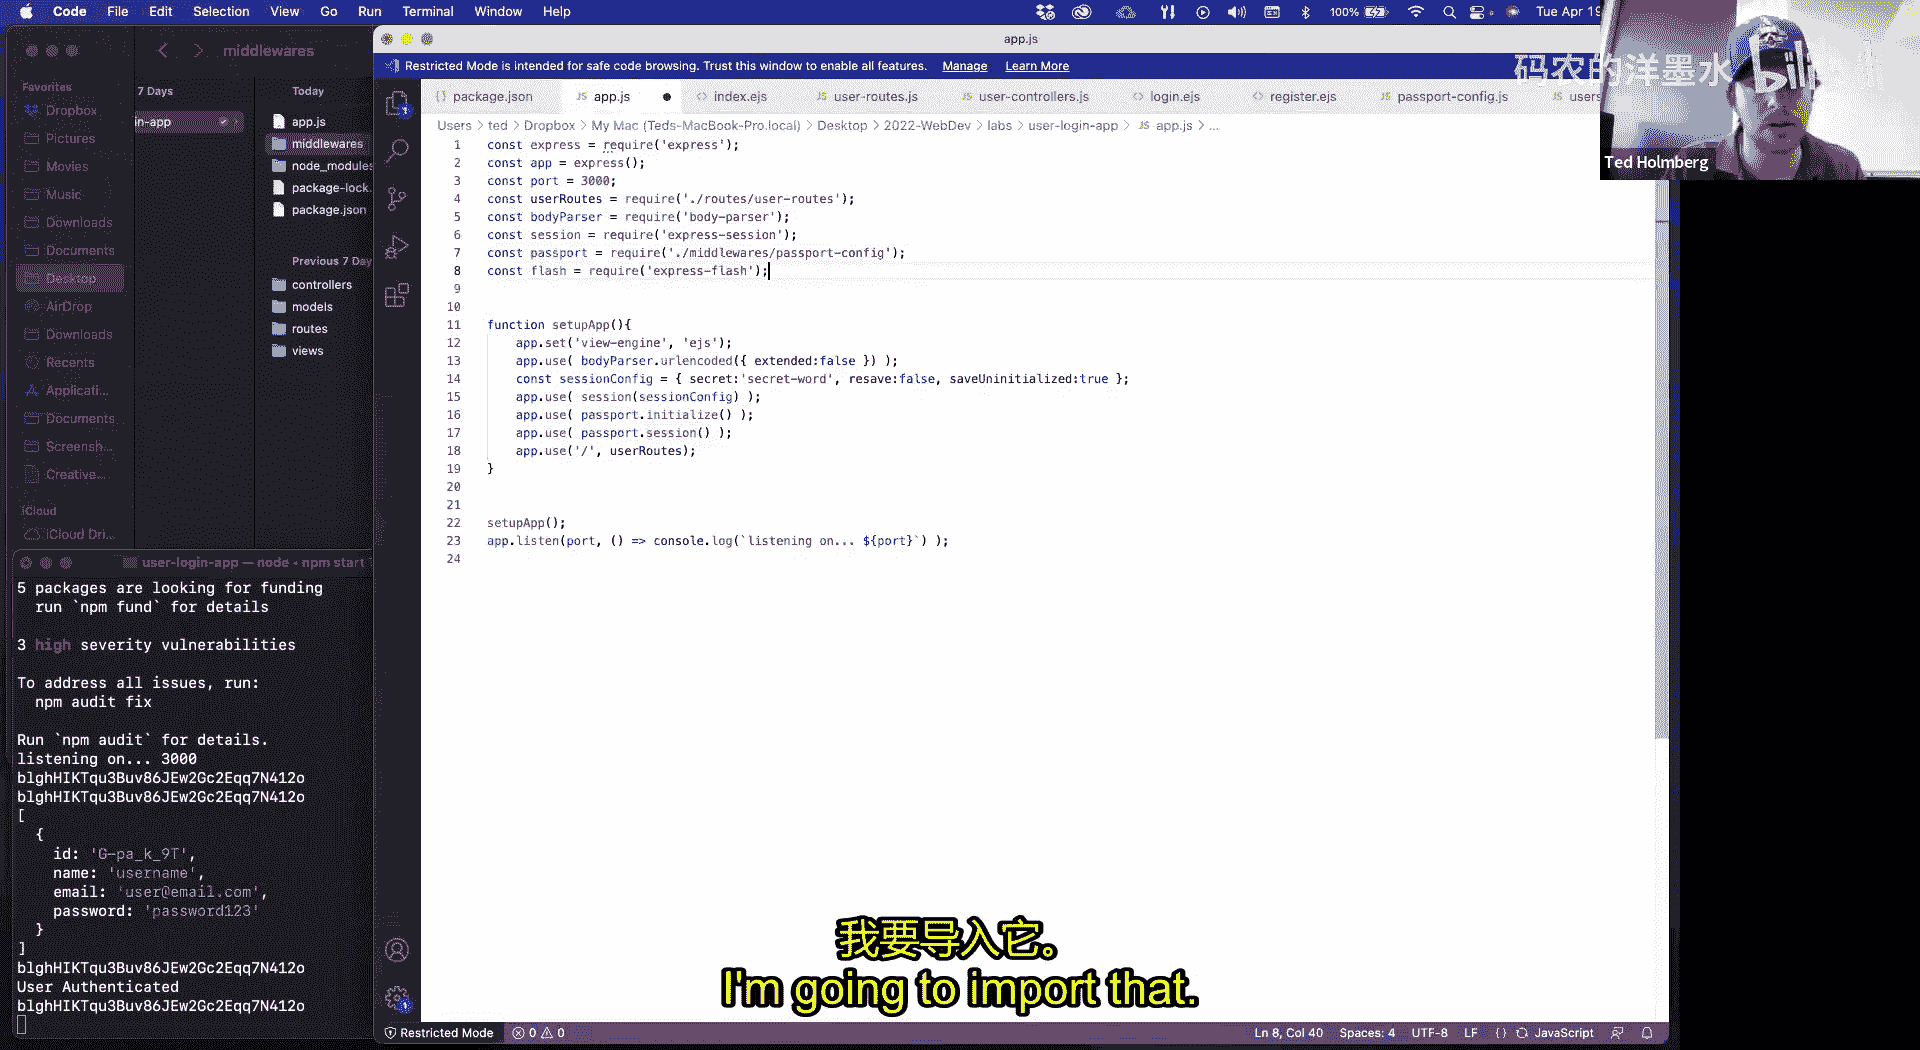 Code File Edit Selection View Go Run Terminal Window Help
100%
Tue Apr 19
middlewares
app.js
Restricted Mode is intended for safe code browsing. Trust this window to enable all features. Manage Learn More
码农的洋墨水
Ted Holmberg
Favorites
Dropbox
Pictures
Movies
Music
Downloads
Documents
Desktop
AirDrop
Downloads
Recents
Applicati...
Documents
Screensh...
Creative...
iCloud
iCloud Dri...
7 Days
in-app
Today
app.js
middlewares
node_modules
package-lock.
package.json
Previous 7 Day
controllers
models
routes
views
package.json app.js index.ejs user-routes.js user-controllers.js login.ejs register.ejs passport-config.js users
Users > ted > Dropbox > My Mac (Teds-MacBook-Pro.local) > Desktop > 2022-WebDev > labs > user-login-app > JS app.js > ...
1 const express = require('express');
2 const app = express();
3 const port = 3000;
4 const userRoutes = require('./routes/user-routes');
5 const bodyParser = require('body-parser');
6 const session = require('express-session');
7 const passport = require('./middlewares/passport-config');
8 const flash = require('express-flash');
9
10
11 function setupApp(){
12 app.set('view-engine', 'ejs');
13 app.use( bodyParser.urlencoded({ extended:false }) );
14 const sessionConfig = { secret:'secret-word', resave:false, saveUninitialized:true };
15 app.use( session(sessionConfig) );
16 app.use( passport.initialize() );
17 app.use( passport.session() );
18 app.use('/', userRoutes);
19 }
20
21
22 setupApp();
23 app.listen(port, () => console.log(`listening on... ${port}`) );
24
user-login-app — node • npm start
5 packages are looking for funding
run `npm fund` for details
3 high severity vulnerabilities
To address all issues, run:
npm audit fix
Run `npm audit` for details.
listening on... 3000
blghHIKTqu3Buv86JEw2Gc2Eqq7N412o
blghHIKTqu3Buv86JEw2Gc2Eqq7N412o
[
{
id: 'G-pa_k_9T',
name: 'username',
email: 'user@email.com',
password: 'password123'
}
]
blghHIKTqu3Buv86JEw2Gc2Eqq7N412o
User Authenticated
blghHIKTqu3Buv86JEw2Gc2Eqq7N412o
我要导入它。
I'm going to import that.
Restricted Mode 0 0 Ln 8, Col 40 Spaces: 4 UTF-8 LF {} JavaScript